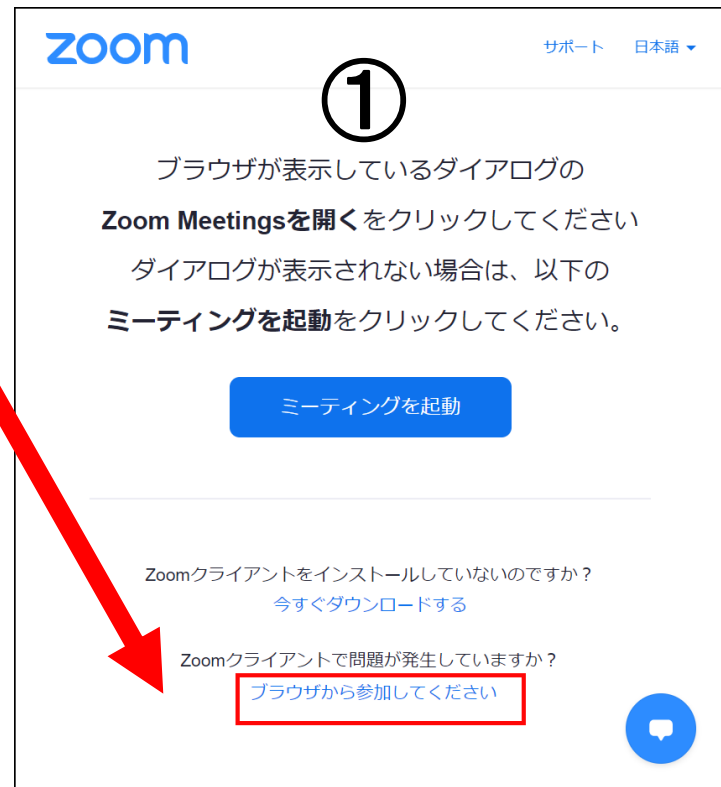 zoom
サポート 日本語
①
ブラウザが表示しているダイアログの
Zoom Meetingsを開くをクリックしてください
ダイアログが表示されない場合は、以下の
ミーティングを起動をクリックしてください。
ミーティングを起動
Zoomクライアントをインストールしていないのですか？
今すぐダウンロードする
Zoomクライアントで問題が発生していますか？
ブラウザから参加してください